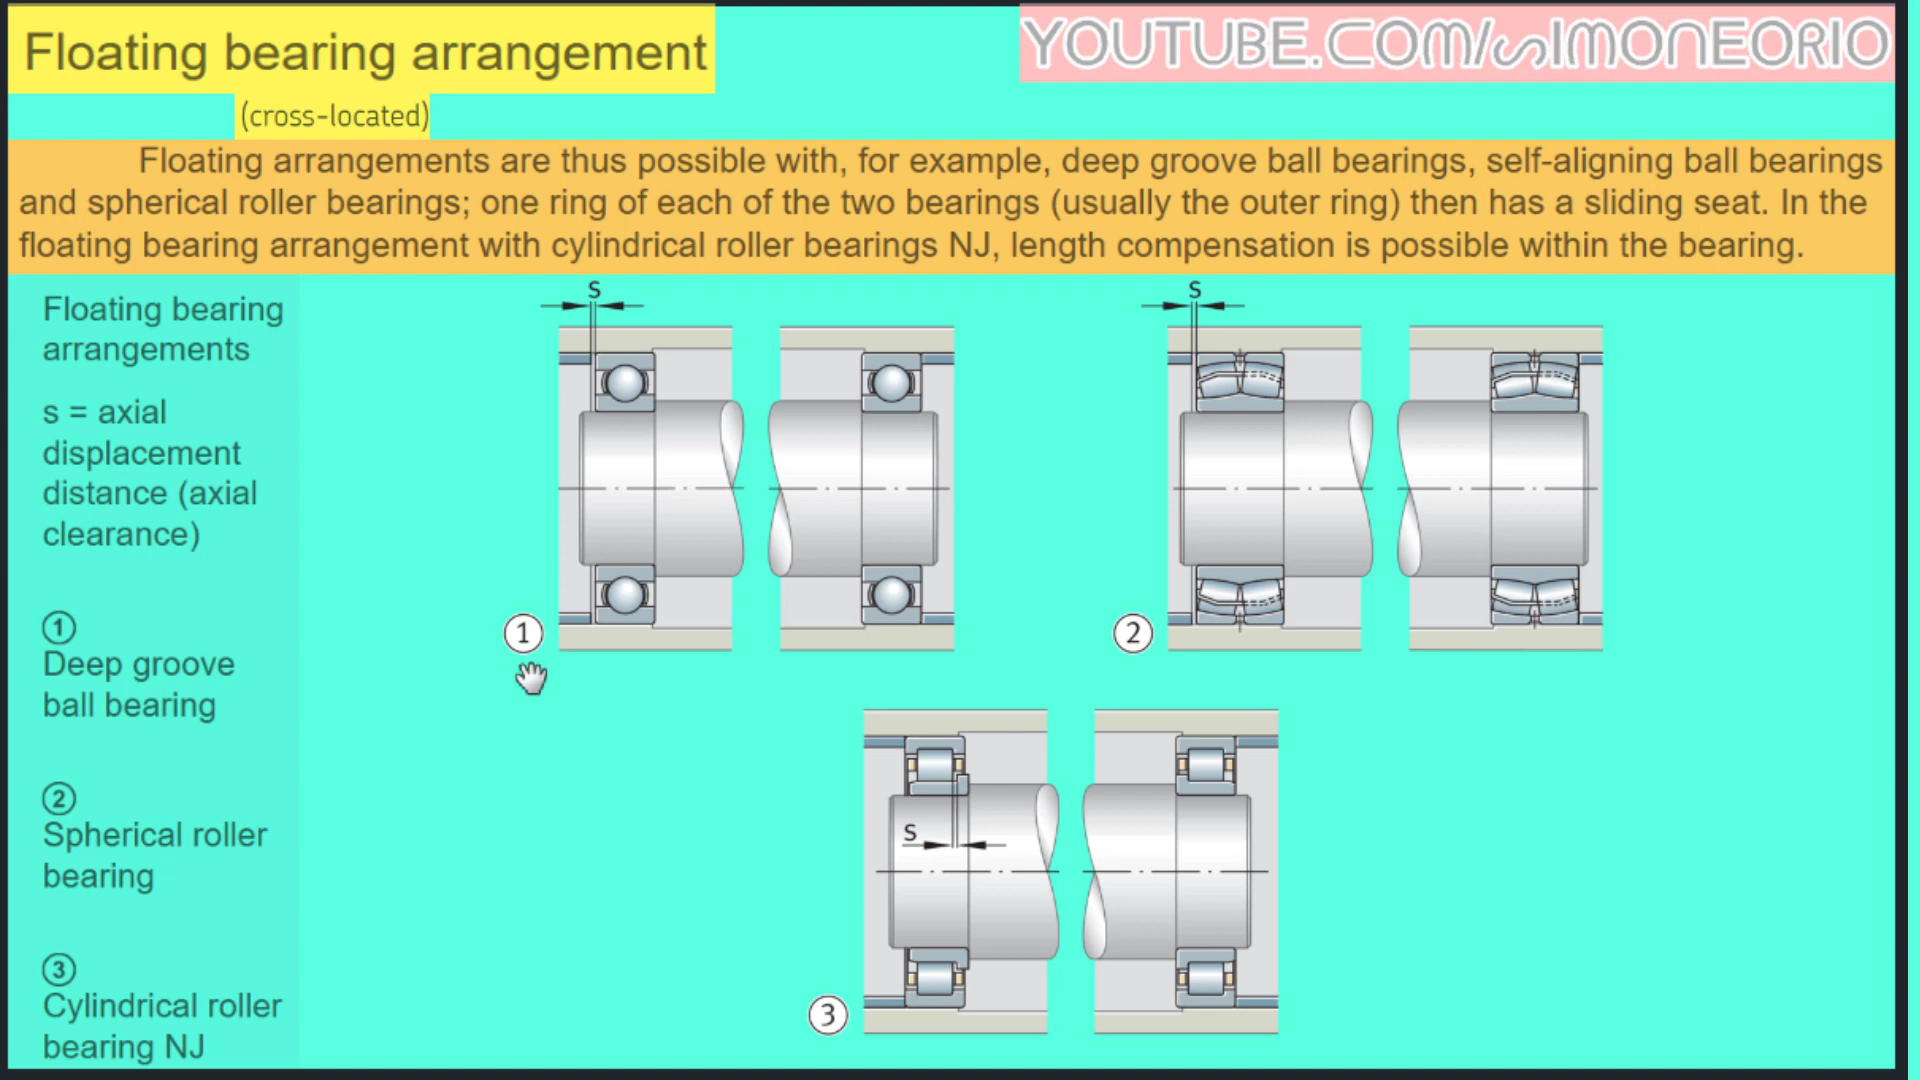 Floating bearing arrangement
YOUTUBE.COM/SIMONEORIO
(cross-located)
Floating arrangements are thus possible with, for example, deep groove ball bearings, self-aligning ball bearings
and spherical roller bearings; one ring of each of the two bearings (usually the outer ring) then has a sliding seat. In the
floating bearing arrangement with cylindrical roller bearings NJ, length compensation is possible within the bearing.
Floating bearing
arrangements
s = axial
displacement
distance (axial
clearance)
①
Deep groove
ball bearing
②
Spherical roller
bearing
③
Cylindrical roller
bearing NJ
s
1
s
2
s
3